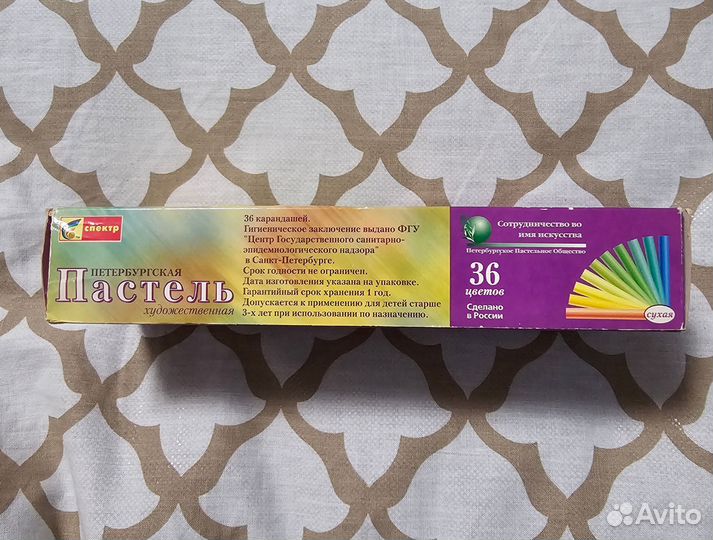 спектр
ПЕТЕРБУРГСКАЯ
Пастель
художественная
36 карандашей.
Гигиеническое заключение выдано ФГУ
"Центр Государственного санитарно-
эпидемиологического надзора"
в Санкт-Петербурге.
Срок годности не ограничен.
Дата изготовления указана на упаковке.
Гарантийный срок хранения 1 год.
Допускается к применению для детей старше
3-х лет при использовании по назначению.
Сотрудничество во
имя искусства
Петербургское Пастельное Общество
36
цветов
Сделано
в России
сухая
Avito